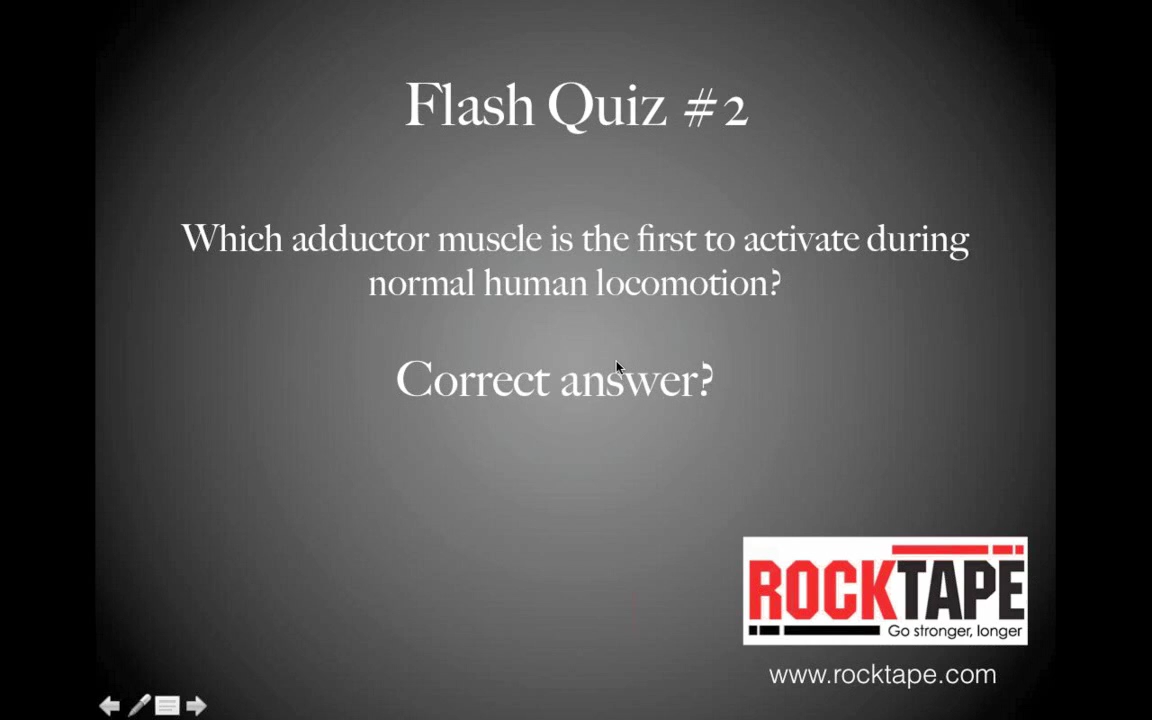 Flash Quiz #2
Which adductor muscle is the first to activate during
normal human locomotion?
Correct answer?
ROCKTAPE
Go stronger, longer
www.rocktape.com